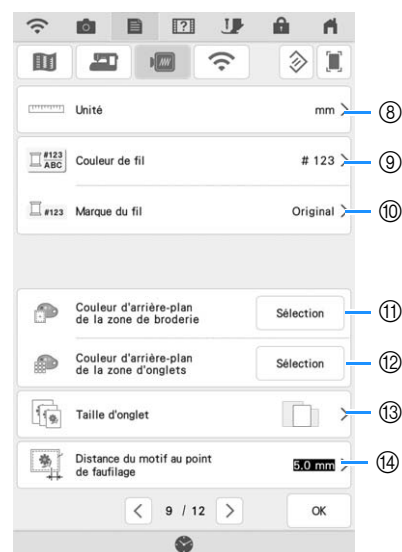 Unité mm ⑧
#123
ABC
Couleur de fil # 123 ⑨
#123 Marque du fil Original ⑩
Couleur d'arrière-plan
de la zone de broderie
Sélection ⑪
Couleur d'arrière-plan
de la zone d'onglets
Sélection ⑫
Taille d'onglet ⑬
Distance du motif au point
de faufilage
5.0 mm ⑭
9 / 12 OK